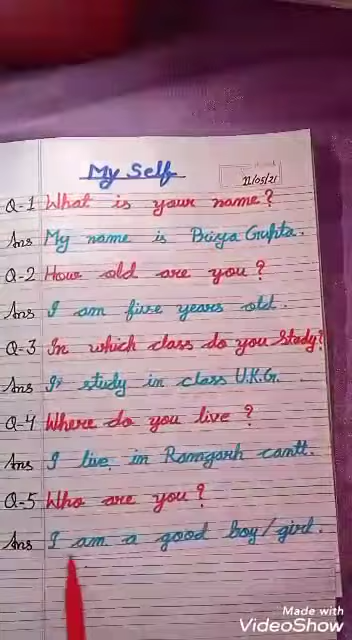 My Self
21/05/21
Q-1 What is your name?
Ans My name is Priya Gupta.
Q-2 How old are you?
Ans I am five years old.
Q-3 In which class do you study?
Ans I study in class U.K.G.
Q-4 Where do you live?
Ans I live in Ramgarh cantt.
Q-5 Who are you?
Ans I am a good boy/girl.
Made with
VideoShow